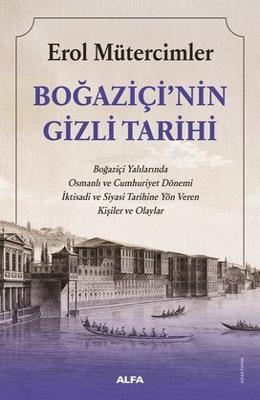 Erol Mütercimler
BOĞAZİÇİ’NİN
GİZLİ TARİHİ
Boğaziçi Yalılarında
Osmanlı ve Cumhuriyet Dönemi
İktisadi ve Siyasi Tarihine Yön Veren
Kişiler ve Olaylar
ALFA
ARAŞTIRMA